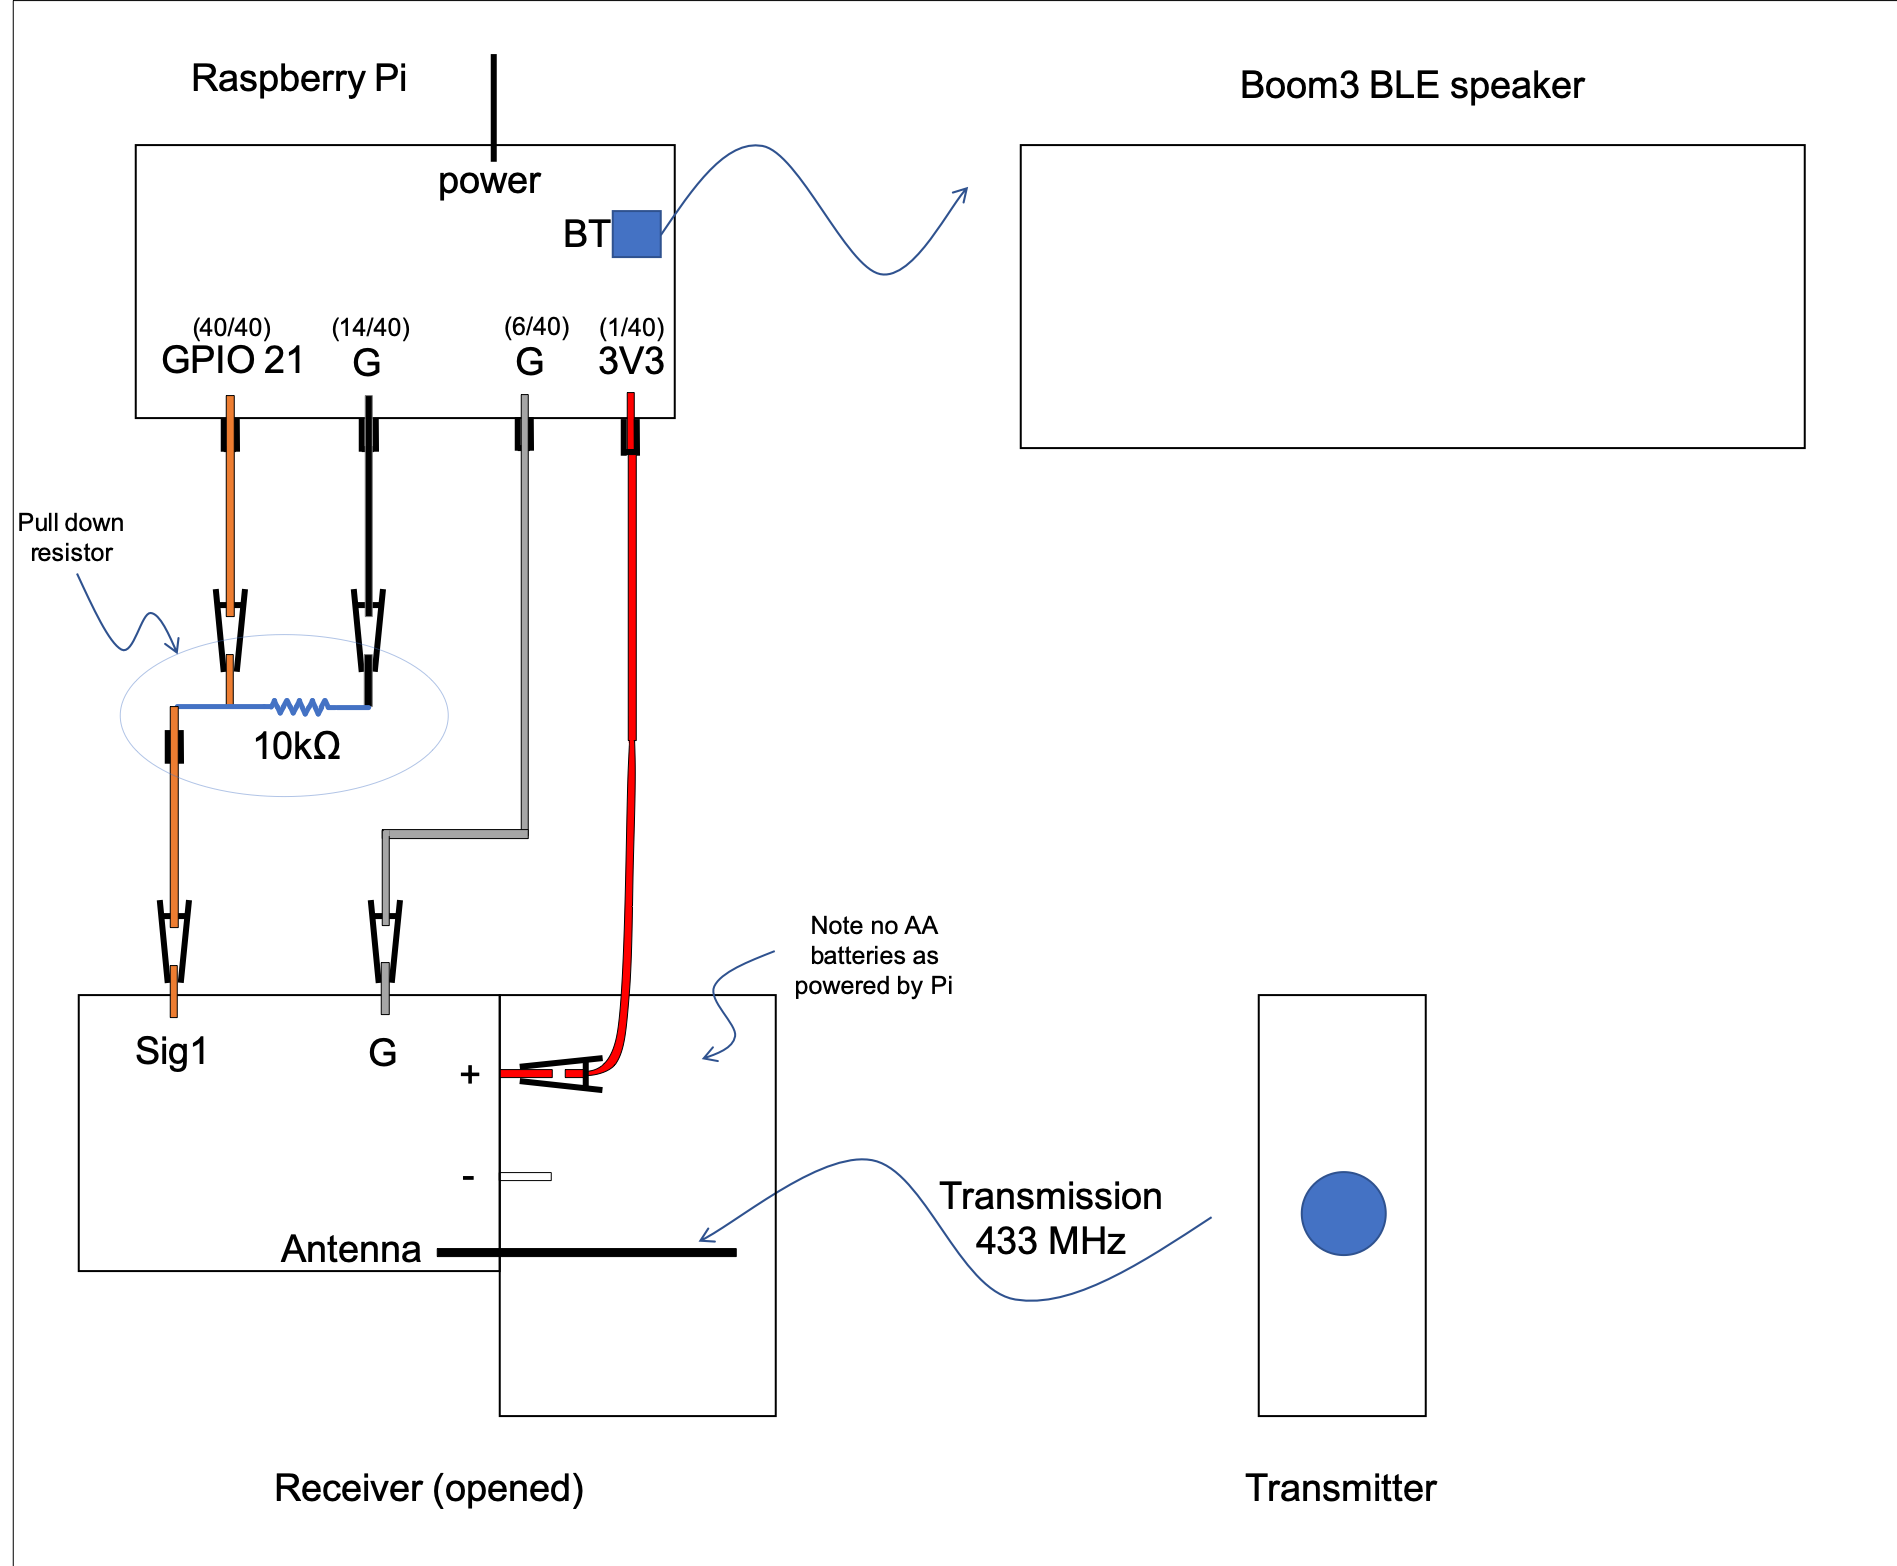 Raspberry Pi
Boom3 BLE speaker
power
BT
(40/40)
(14/40)
(6/40)
(1/40)
GPIO 21
G
G
3V3
Pull down
resistor
10kΩ
Note no AA
batteries as
powered by Pi
Sig1
G
+
-
Transmission
433 MHz
Antenna
Receiver (opened)
Transmitter